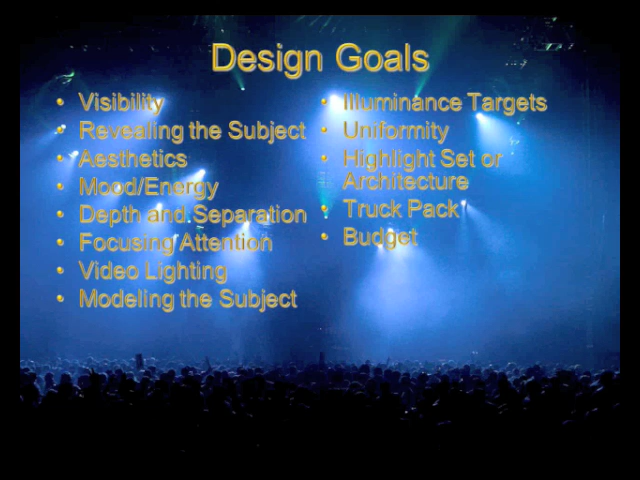 Design Goals
• Visibility
• Revealing the Subject
• Aesthetics
• Mood/Energy
• Depth and Separation
• Focusing Attention
• Video Lighting
• Modeling the Subject
• Illuminance Targets
• Uniformity
• Highlight Set or
Architecture
• Truck Pack
• Budget